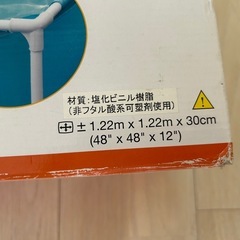 材質：塩化ビニル樹脂
（非フタル酸系可塑剤使用）
± 1.22m x 1.22m x 30cm
(48" x 48" x 12")